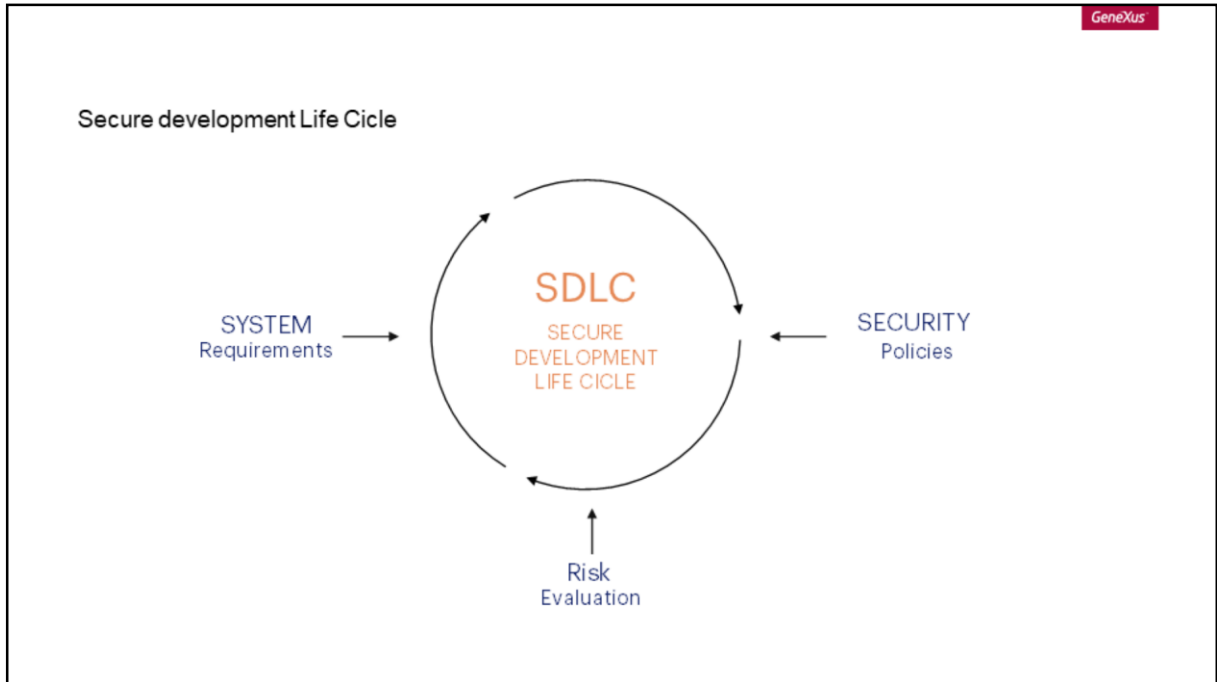 GeneXus
Secure development Life Cicle
SDLC
SECURE
DEVELOPMENT
LIFE CICLE
SYSTEM
Requirements
SECURITY
Policies
Risk
Evaluation